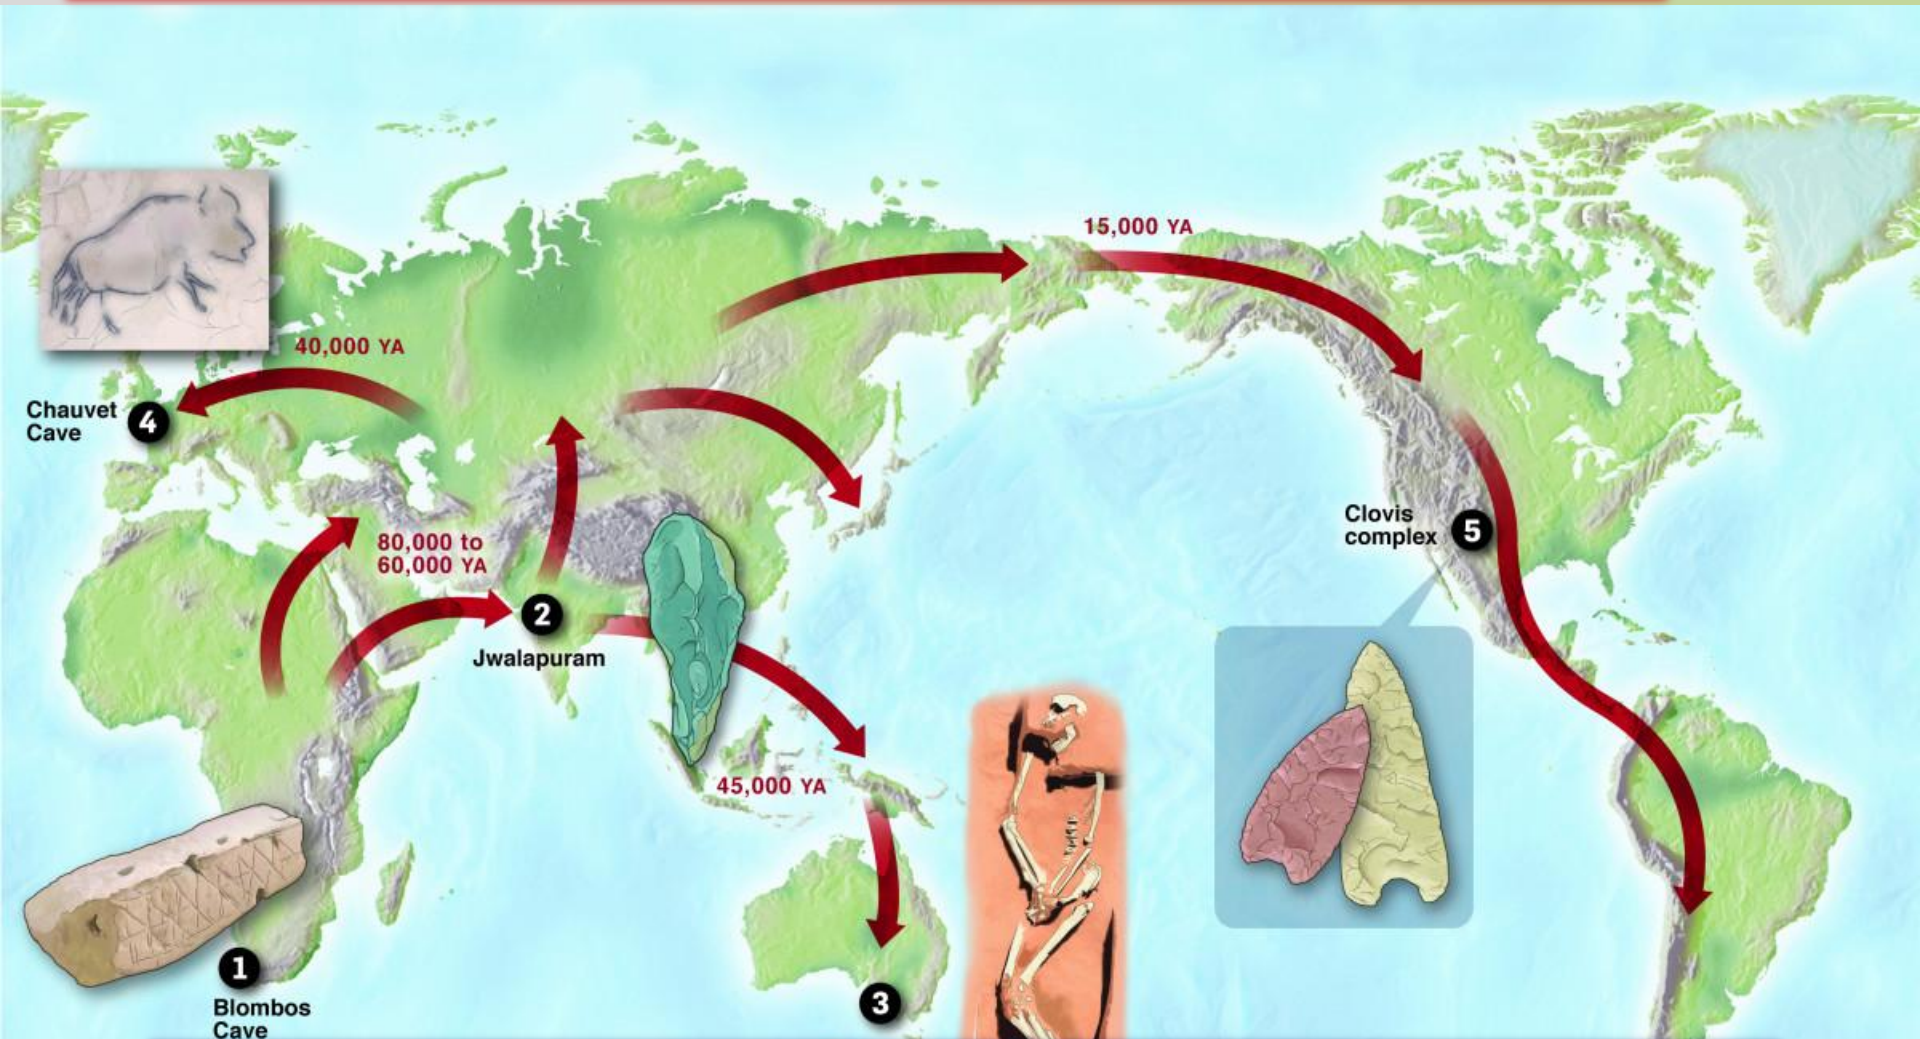 15,000 YA
40,000 YA
Chauvet
Cave
4
80,000 to
60,000 YA
Clovis
complex
5
2
Jwalapuram
45,000 YA
1
Blombos
Cave
3